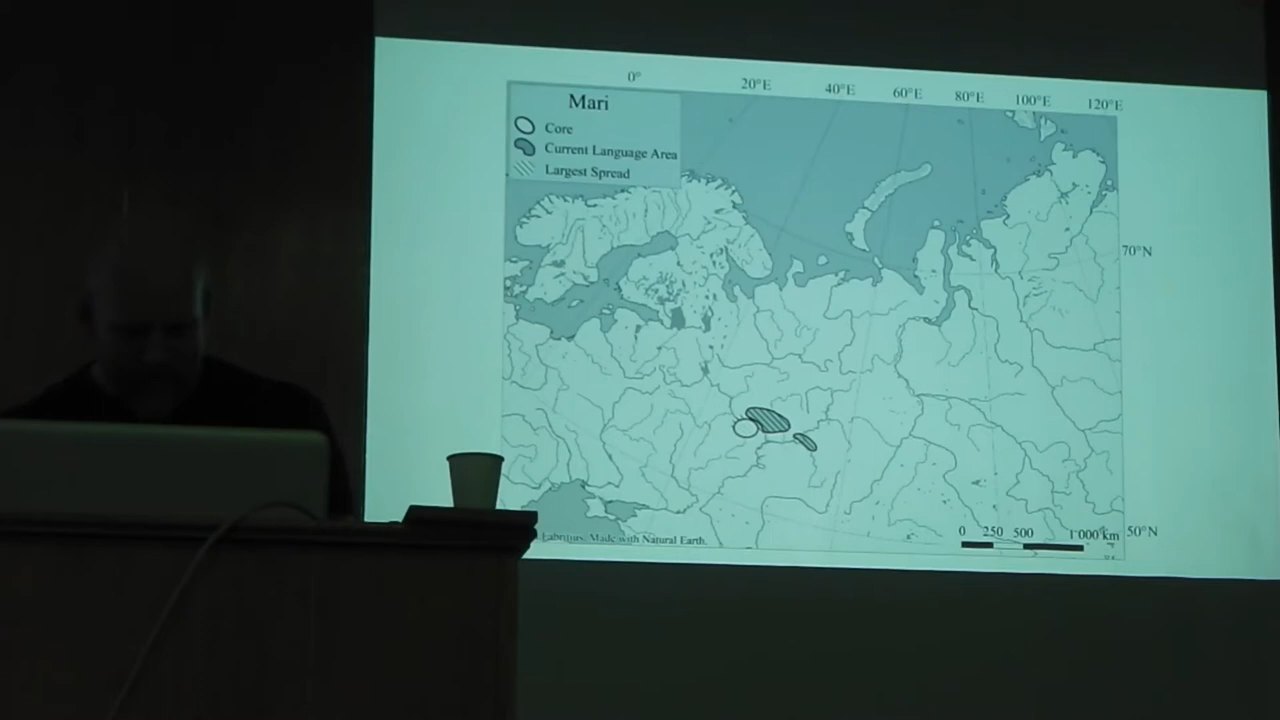 0° 20°E 40°E 60°E 80°E 100°E 120°E
Mari
Core
Current Language Area
Largest Spread
70°N
0 250 500 1'000 km
50°N
Made with Natural Earth.